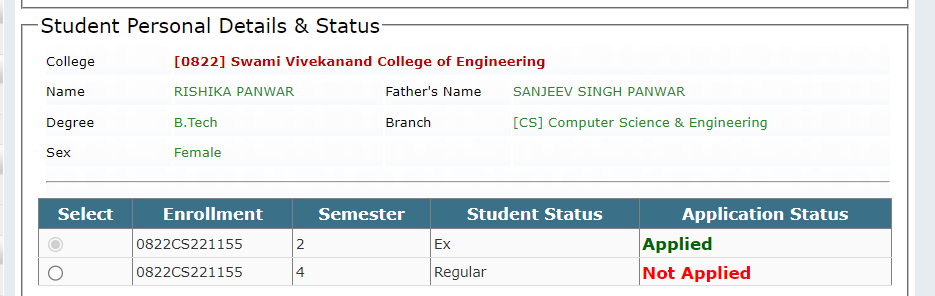 Student Personal Details & Status
College [0822] Swami Vivekanand College of Engineering
Name RISHIKA PANWAR Father's Name SANJEEV SINGH PANWAR
Degree B.Tech Branch [CS] Computer Science & Engineering
Sex Female
Select Enrollment Semester Student Status Application Status
0822CS221155 2 Ex Applied
0822CS221155 4 Regular Not Applied